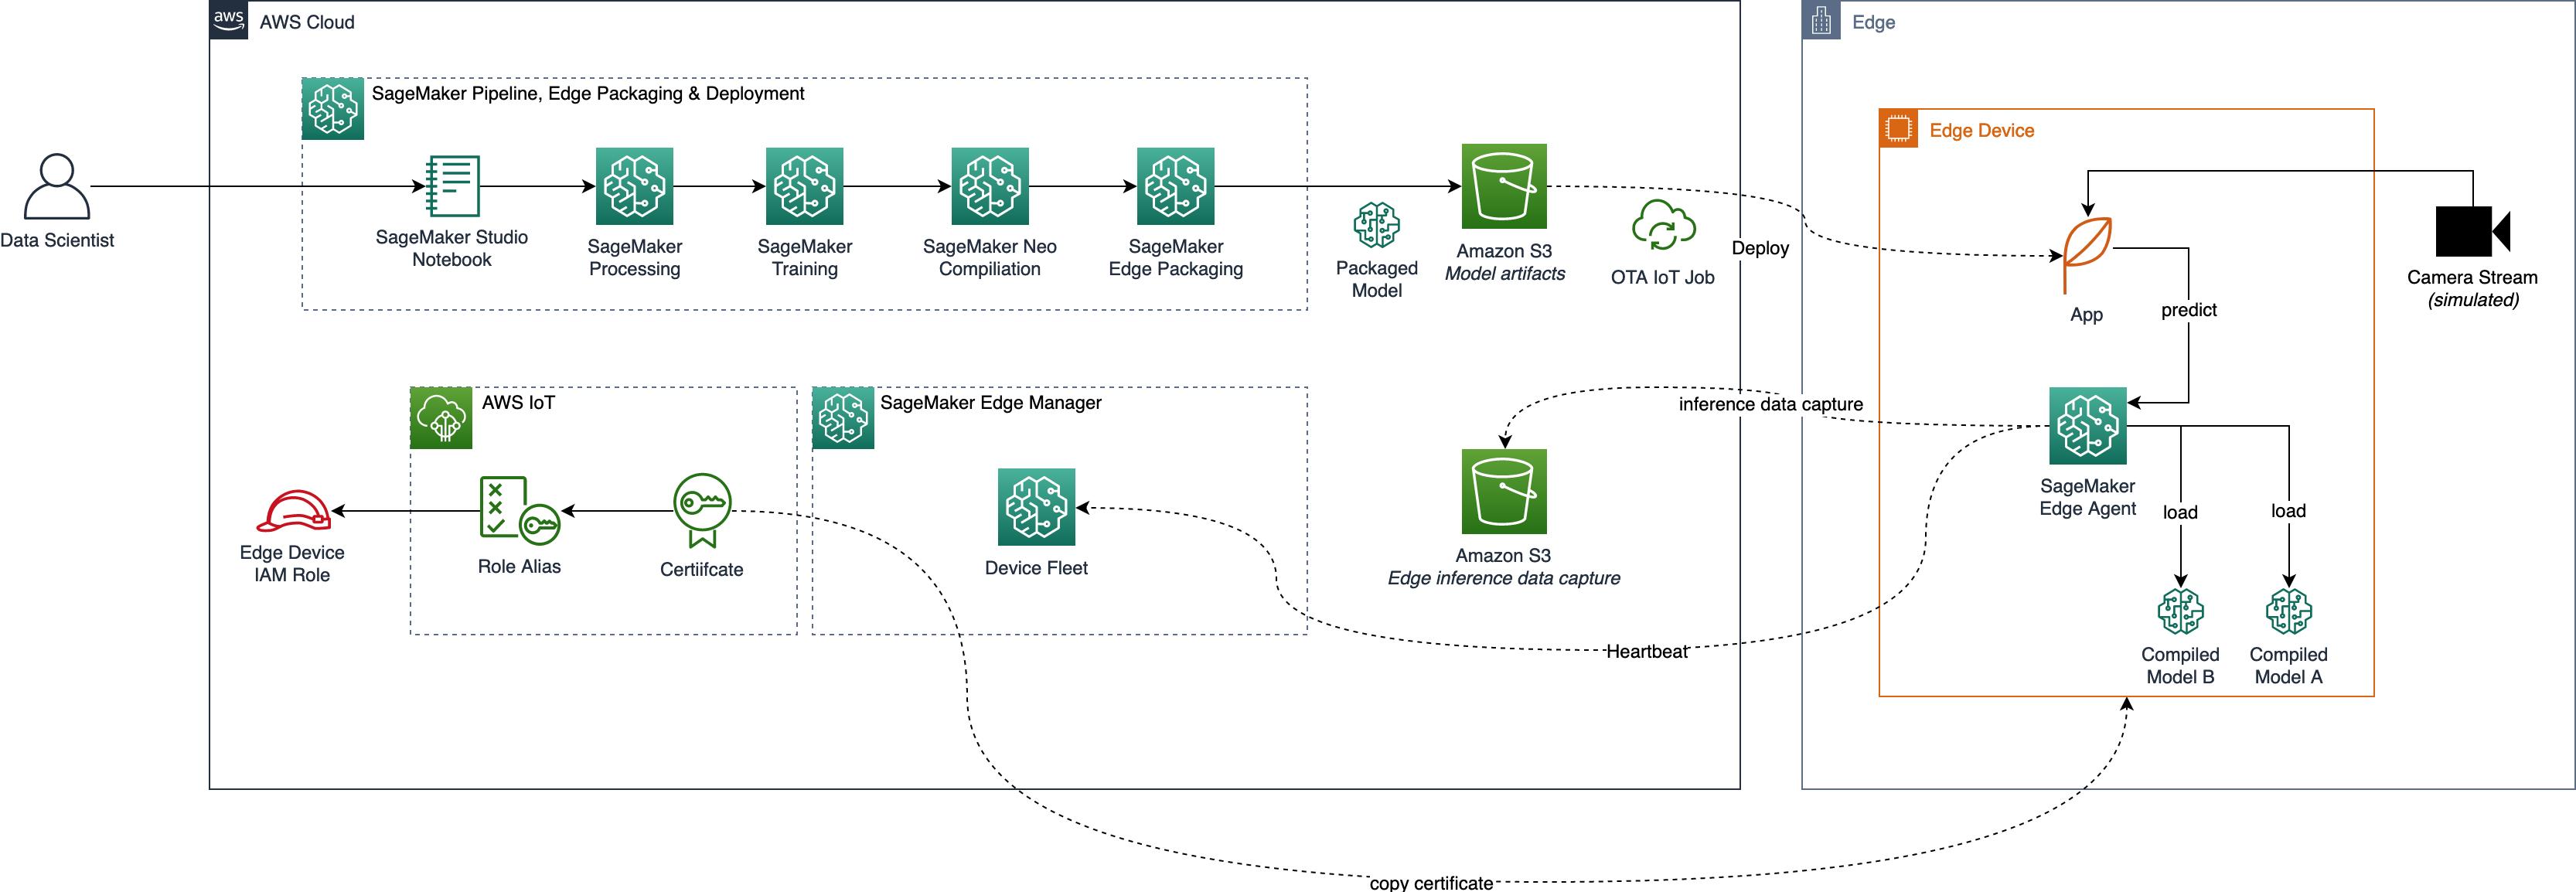 aws
AWS Cloud
Edge
SageMaker Pipeline, Edge Packaging & Deployment
Edge Device
Data Scientist
SageMaker Studio
Notebook
SageMaker
Processing
SageMaker
Training
SageMaker Neo
Compiliation
SageMaker
Edge Packaging
Packaged
Model
Amazon S3
Model artifacts
OTA IoT Job
Deploy
App
predict
Camera Stream
(simulated)
AWS IoT
SageMaker Edge Manager
inference data capture
Edge Device
IAM Role
Role Alias
Certiifcate
Device Fleet
Amazon S3
Edge inference data capture
SageMaker
Edge Agent
load
load
Heartbeat
Compiled
Model B
Compiled
Model A
copy certificate